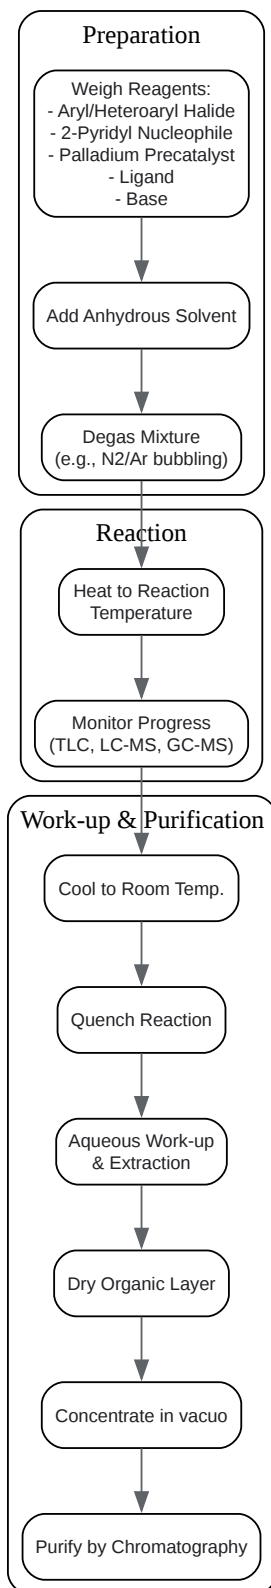 Preparation
Weigh Reagents:
- Aryl/Heteroaryl Halide
- 2-Pyridyl Nucleophile
- Palladium Precatalyst
- Ligand
- Base
Add Anhydrous Solvent
Degas Mixture
(e.g., N2/Ar bubbling)
Reaction
Heat to Reaction
Temperature
Monitor Progress
(TLC, LC-MS, GC-MS)
Work-up & Purification
Cool to Room Temp.
Quench Reaction
Aqueous Work-up
& Extraction
Dry Organic Layer
Concentrate in vacuo
Purify by Chromatography